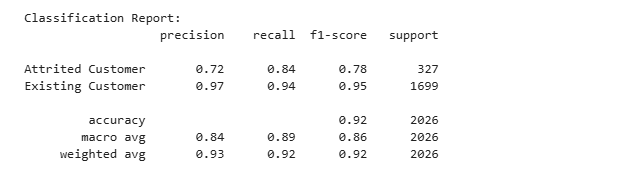 Classification Report:
precision recall f1-score support
Attrited Customer 0.72 0.84 0.78 327
Existing Customer 0.97 0.94 0.95 1699
accuracy 0.92 2026
macro avg 0.84 0.89 0.86 2026
weighted avg 0.93 0.92 0.92 2026